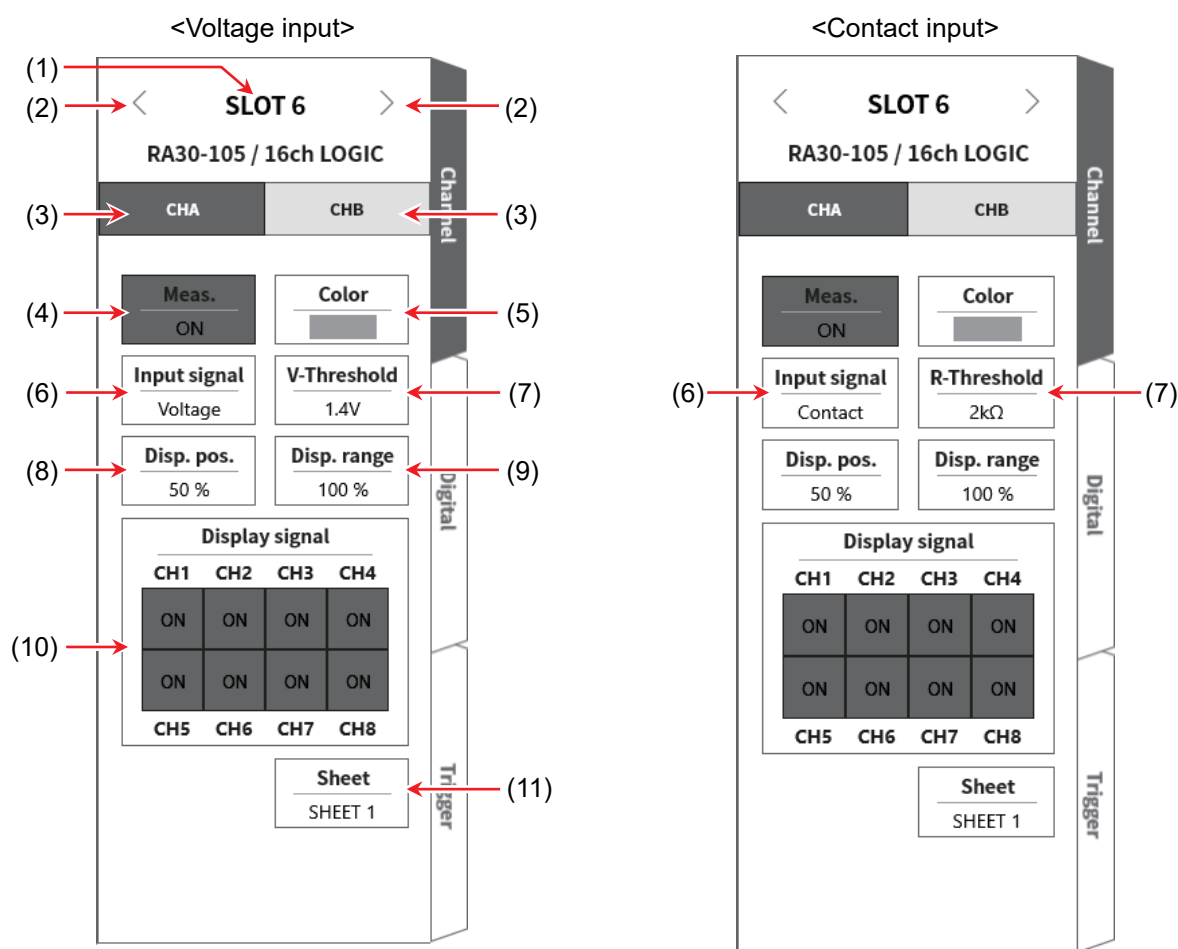 <Voltage input>
(1)
(2)
SLOT 6
(2)
RA30-105 / 16ch LOGIC
(3)
CHA
CHB
(3)
(4)
Meas.
ON
Color
(5)
(6)
Input signal
Voltage
V-Threshold
1.4V
(7)
(8)
Disp. pos.
50 %
Disp. range
100 %
(9)
Display signal
CH1 CH2 CH3 CH4
(10)
ON ON ON ON
ON ON ON ON
CH5 CH6 CH7 CH8
Sheet
SHEET 1
(11)
Channel
Digital
Trigger
<Contact input>
SLOT 6
RA30-105 / 16ch LOGIC
CHA
CHB
Meas.
ON
Color
(6)
Input signal
Contact
R-Threshold
2kΩ
(7)
Disp. pos.
50 %
Disp. range
100 %
Display signal
CH1 CH2 CH3 CH4
ON ON ON ON
ON ON ON ON
CH5 CH6 CH7 CH8
Sheet
SHEET 1
Channel
Digital
Trigger